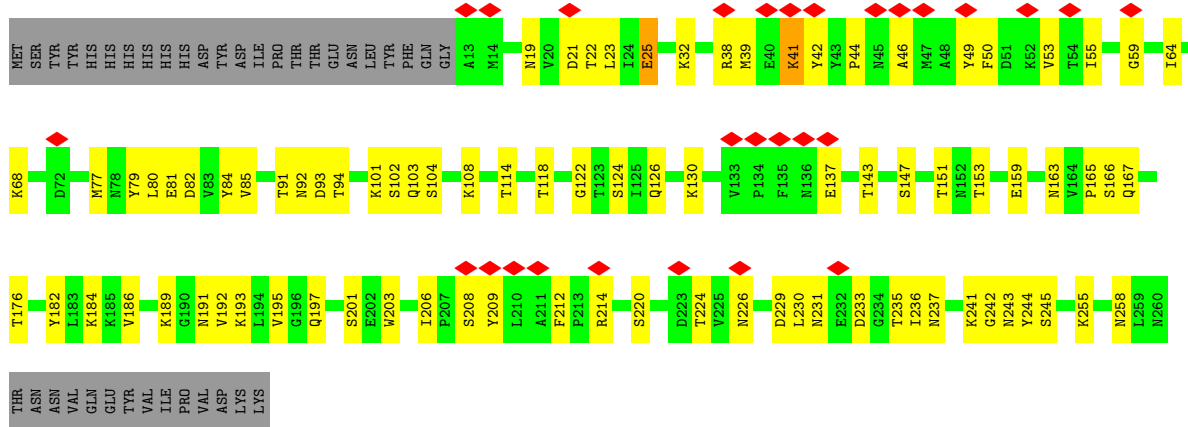 MET SER TYR TYR HIS HIS HIS HIS HIS HIS ASP TYR ASP ILE PRO THR THR GLU ASN LEU TYR PHE GLN GLY A13 M14 N19 V20 D21 T22 L23 I24 E25 K32 R38 M39 E40 K41 Y42 Y43 P44 N45 A46 M47 A48 Y49 F50 D51 K52 V53 T54 I55 G59 I64
K68 D72 M77 N78 Y79 L80 E81 D82 V83 Y84 V85 T91 N92 D93 T94 K101 S102 Q103 S104 K108 T114 T118 G122 T123 S124 I125 Q126 K130 V133 P134 F135 N136 E137 T143 S147 T151 N152 T153 E159 N163 V164 P165 S166 Q167
T176 Y182 L183 K184 K185 V186 K189 G190 N191 V192 K193 L194 V195 G196 Q197 S201 E202 W203 I206 P207 S208 Y209 L210 A211 F212 P213 R214 S220 D223 T224 V225 N226 D229 L230 N231 E232 D233 G234 T235 I236 N237 K241 G242 N243 Y244 S245 K255 N258 L259 N260
THR ASN ASN VAL GLN GLU TYR VAL ILE PRO VAL ASP LYS LYS